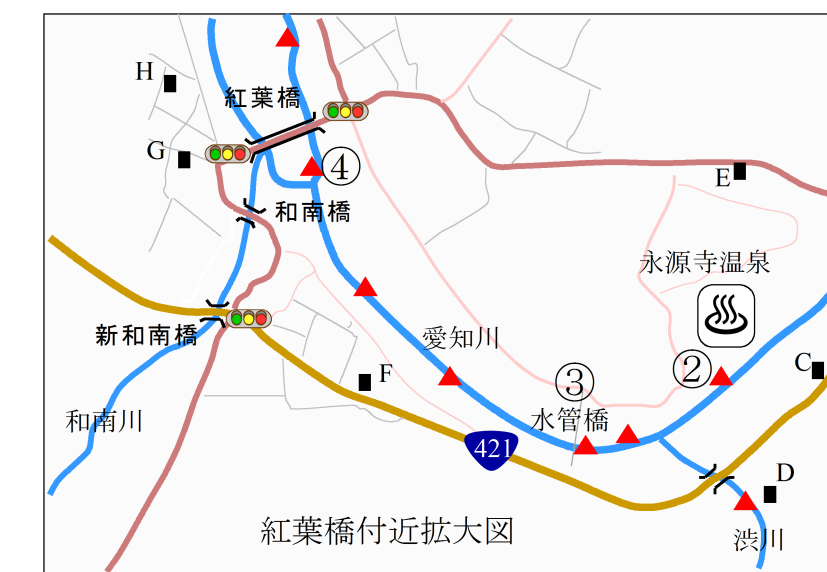 H
紅葉橋
G
④
E
和南橋
永源寺温泉
新和南橋
愛知川
C
②
③
F
水管橋
和南川
421
D
紅葉橋付近拡大図
渋川